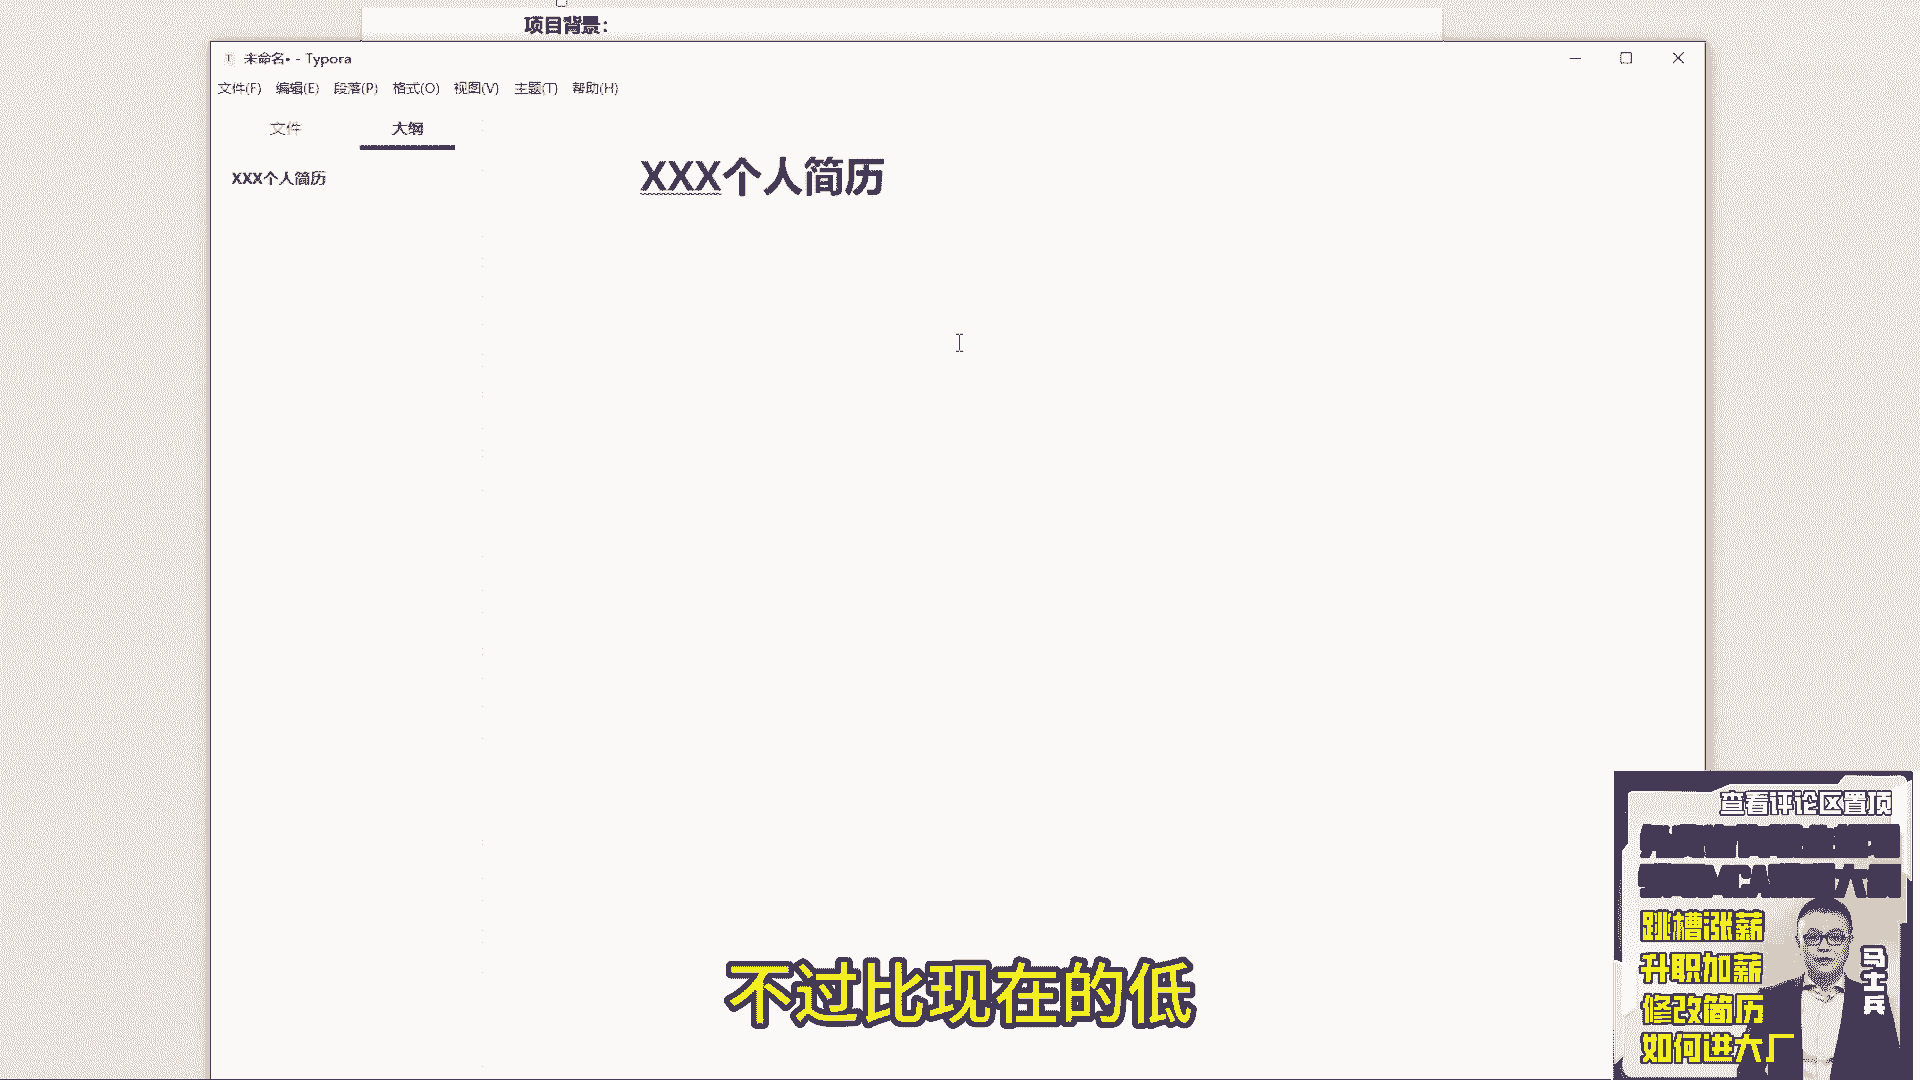 项目背景：
未命名• - Typora
文件(F) 编辑(E) 段落(P) 格式(O) 视图(V) 主题(T) 帮助(H)
文件 大纲
XXX个人简历
XXX个人简历
不过比现在的低
查看评论区置顶
跳槽涨薪
升职加薪
修改简历
如何进大厂
马士兵